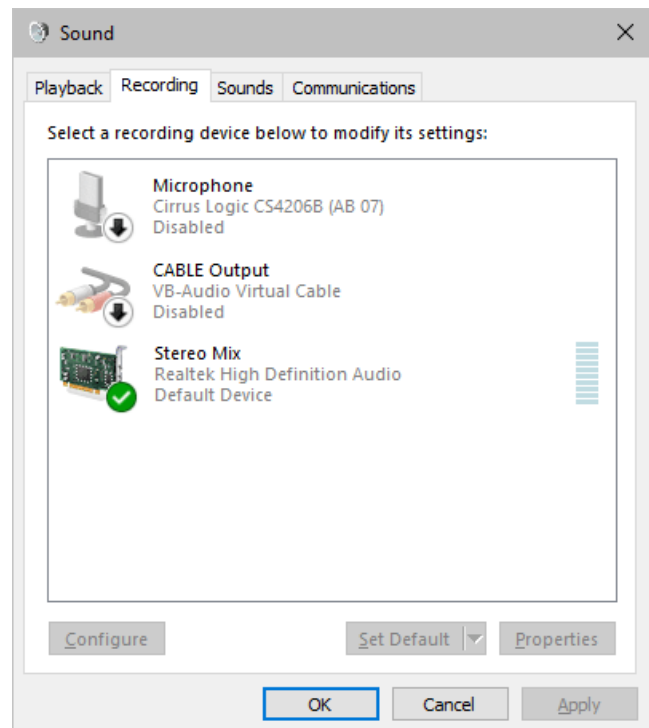 Sound
Playback Recording Sounds Communications
Select a recording device below to modify its settings:
Microphone
Cirrus Logic CS4206B (AB 07)
Disabled
CABLE Output
VB-Audio Virtual Cable
Disabled
Stereo Mix
Realtek High Definition Audio
Default Device
Configure Set Default Properties
OK Cancel Apply